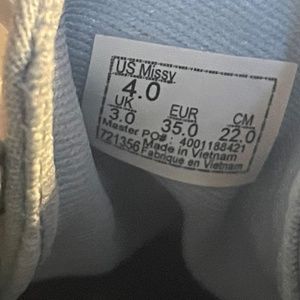 US Missy
4.0
UK EUR CM
3.0 35.0 22.0
Master PO# : 4001188421
721356 Made in Vietnam
Fabrique en Vietnam